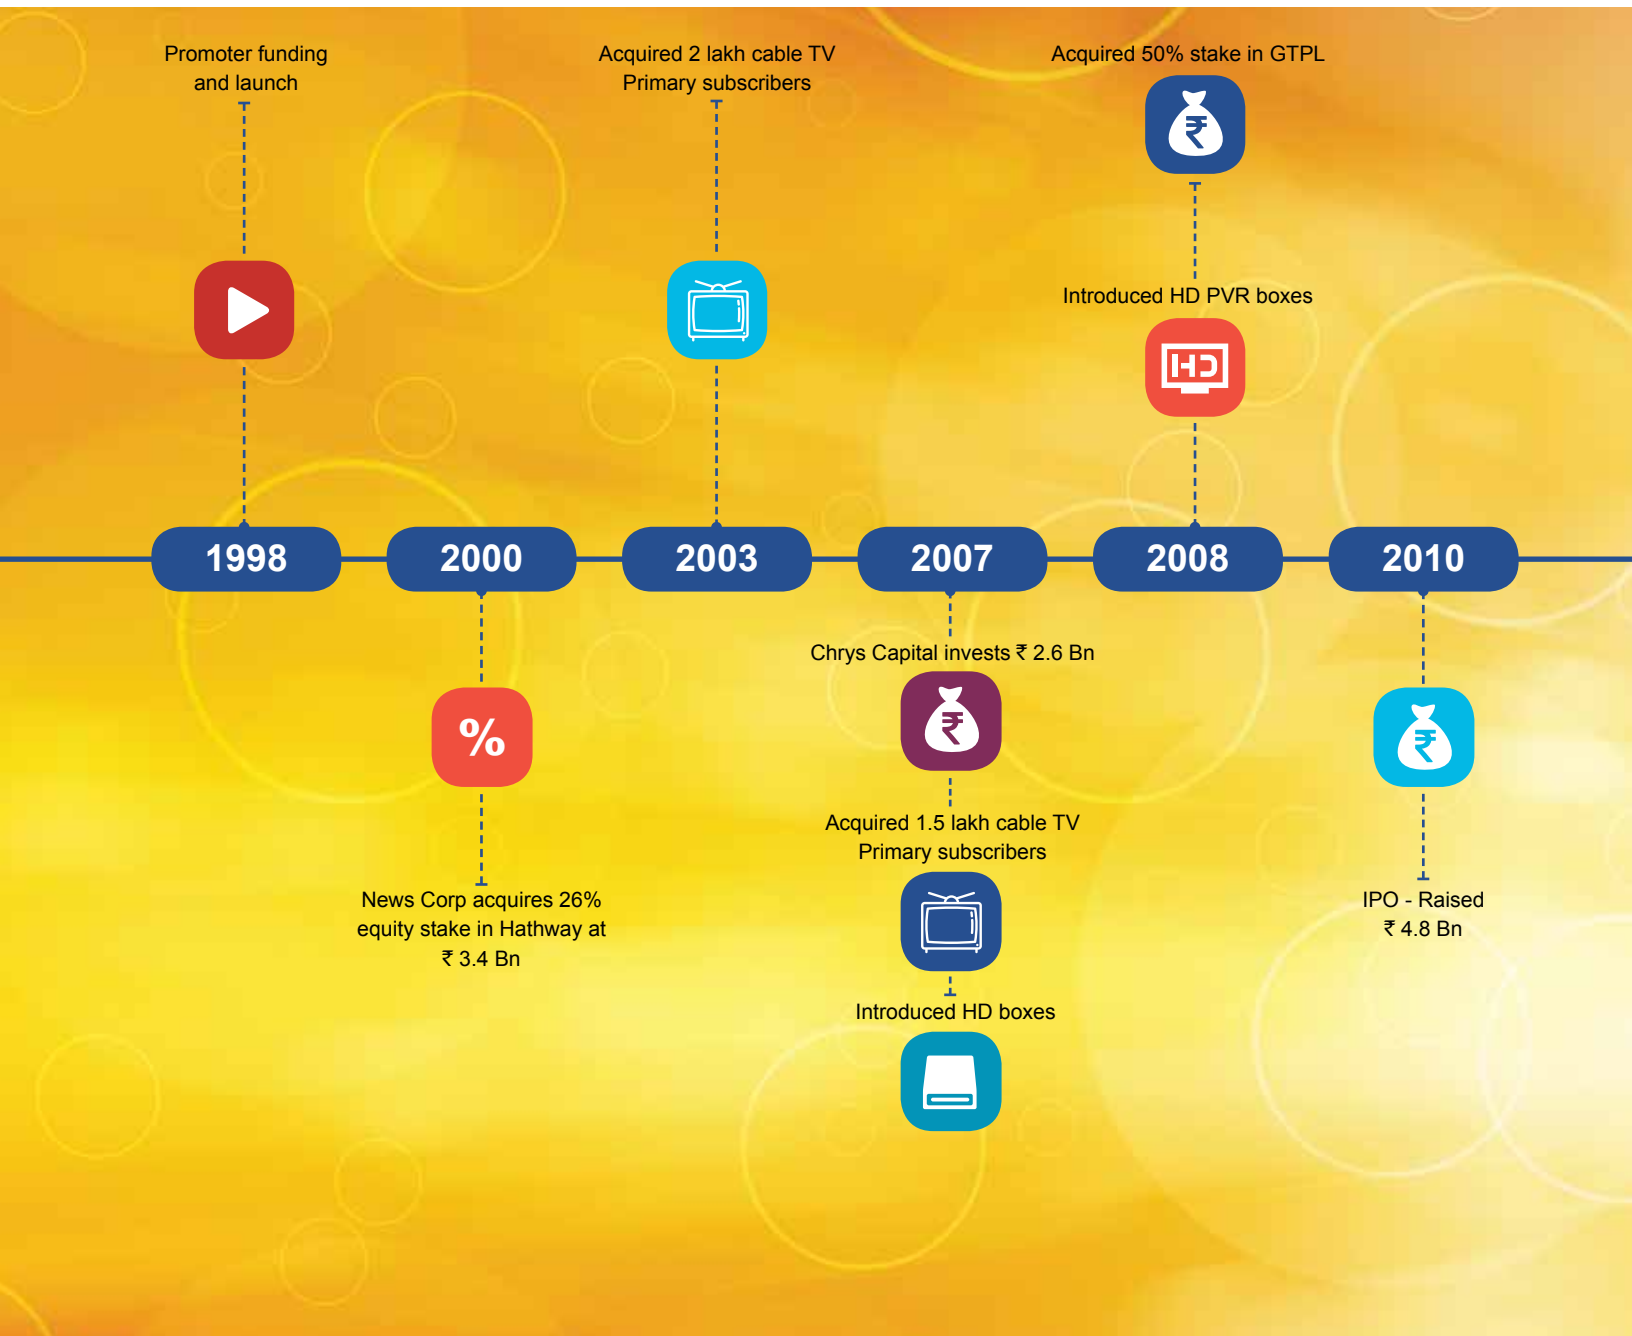 Promoter funding
and launch
Acquired 2 lakh cable TV
Primary subscribers
Acquired 50% stake in GTPL
₹
Introduced HD PVR boxes
HD
1998
2000
2003
2007
2008
2010
%
News Corp acquires 26%
equity stake in Hathway at
₹ 3.4 Bn
Chrys Capital invests ₹ 2.6 Bn
₹
Acquired 1.5 lakh cable TV
Primary subscribers
Introduced HD boxes
₹
IPO - Raised
₹ 4.8 Bn